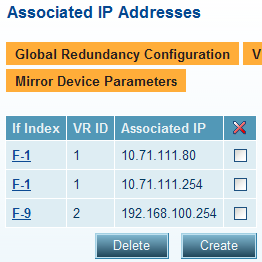 Associated IP Addresses
Global Redundancy Configuration V
Mirror Device Parameters
If Index VR ID Associated IP
F-1 1 10.71.111.80
F-1 1 10.71.111.254
F-9 2 192.168.100.254
Delete Create